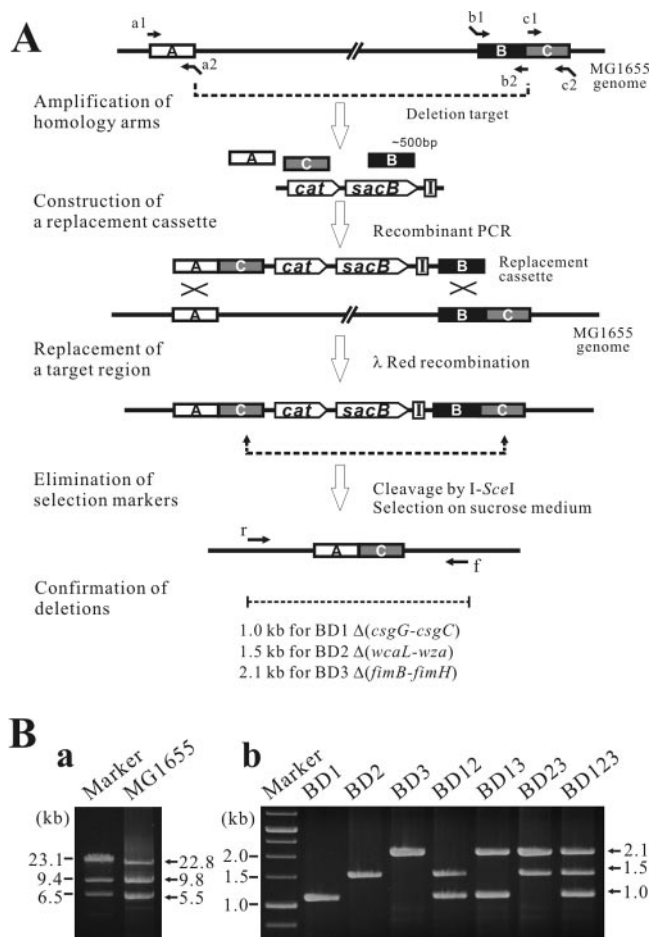 A
a1
A
a2
b1
c1
B
C
b2
c2
MG1655
genome
Amplification of
homology arms
Deletion target
A
C
B
~500bp
cat
sacB
I
Construction of
a replacement cassette
Recombinant PCR
A
C
cat
sacB
I
B
Replacement
cassette
A
B
C
MG1655
genome
Replacement of
a target region
λ Red recombination
A
C
cat
sacB
I
B
C
Elimination of
selection markers
Cleavage by I-SceI
Selection on sucrose medium
r
A
C
f
Confirmation of
deletions
1.0 kb for BD1 Δ(csgG-csgC)
1.5 kb for BD2 Δ(wcaL-wza)
2.1 kb for BD3 Δ(fimB-fimH)
B
a
Marker
MG1655
(kb)
23.1
9.4
6.5
22.8
9.8
5.5
b
Marker
BD1
BD2
BD3
BD12
BD13
BD23
BD123
(kb)
2.0
1.5
1.0
2.1
1.5
1.0